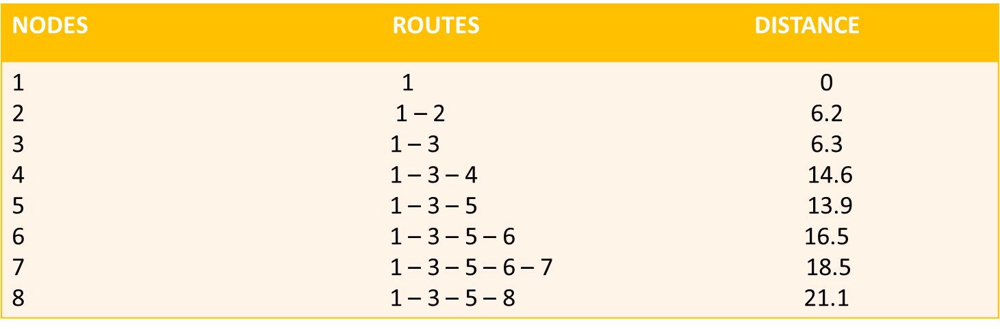 NODES ROUTES DISTANCE
1 1 0
2 1 – 2 6.2
3 1 – 3 6.3
4 1 – 3 – 4 14.6
5 1 – 3 – 5 13.9
6 1 – 3 – 5 – 6 16.5
7 1 – 3 – 5 – 6 – 7 18.5
8 1 – 3 – 5 – 8 21.1